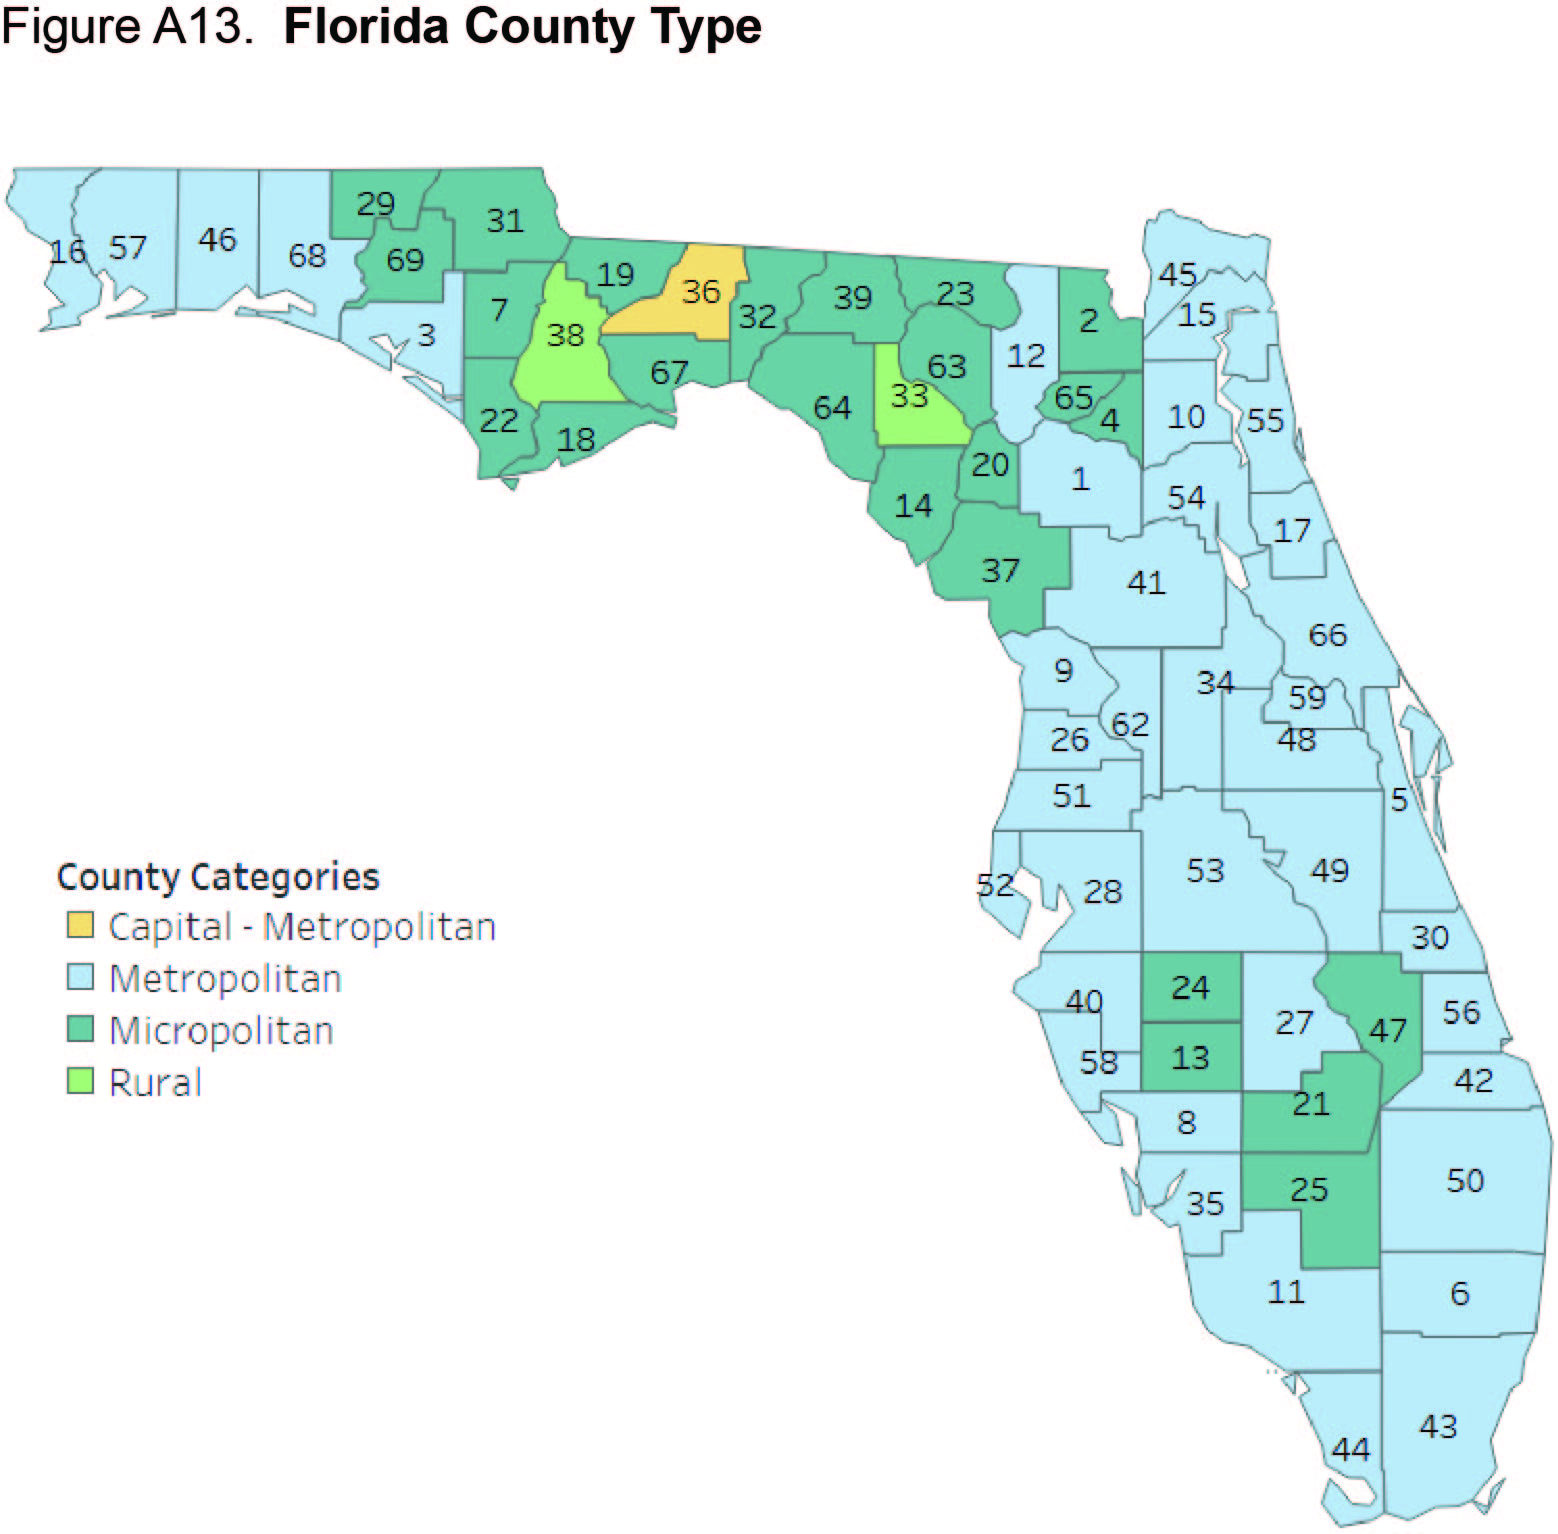 Figure A13. Florida County Type
16 57 46 68 29 31
69 19 36 32 39 23 45
3 7 38 67 12 2 15
22 18 64 33 63 65 4 10 55
20 1 54
14 17
37 41
66
9 34 59
26 62 48
51 5
52 28 53 49
30
40 24 27 47 56
58 13 42
8 21
35 25 50
11 6
44 43
County Categories
Capital - Metropolitan
Metropolitan
Micropolitan
Rural